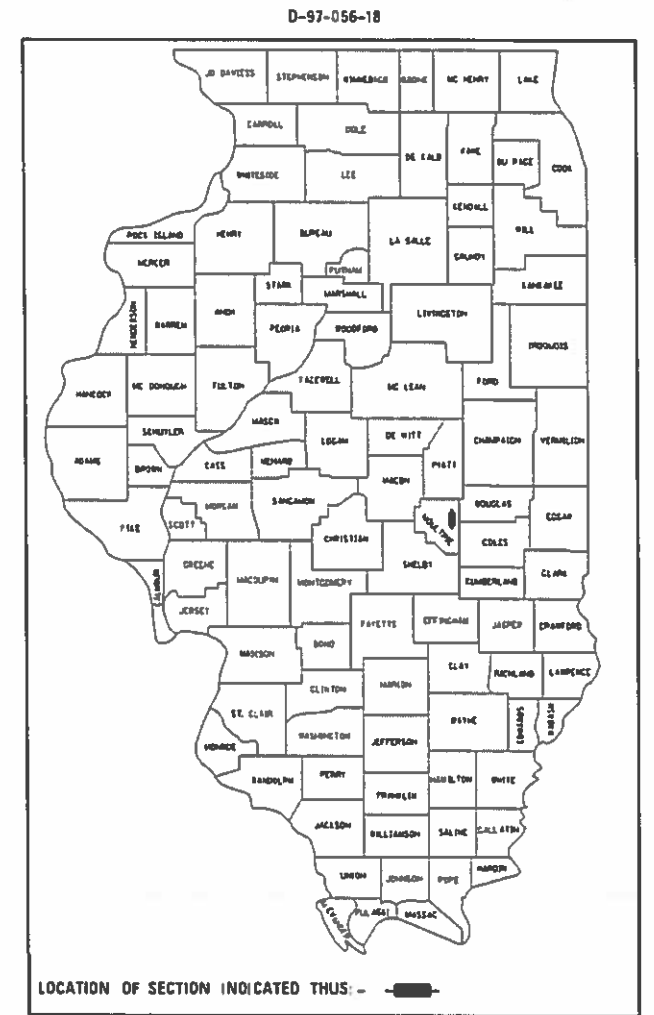 D-97-056-18
JO DAVIESS STEPHENSON WINNEBAGO BOONE MC HENRY LAKE
CARROLL OGLE DE KALB KANE DU PAGE COOK
WHITESIDE LEE KENDALL
ROCK ISLAND HENRY BUREAU LA SALLE GRUNDY WILL
MERCER PUTNAM KANKAKEE
HENDERSON WARREN KNOX STARK MARSHALL LIVINGSTON
PEORIA WOODFORD IROQUOIS
HANCOCK MC DONOUGH FULTON TAZEWELL MC LEAN FORD
MASON
SCHUYLER LOGAN DE WITT CHAMPAIGN VERMILION
ADAMS BROWN CASS MENARD MACON PIATT
PIKE SCOTT MORGAN SANGAMON MOULTRIE DOUGLAS EDGAR
CHRISTIAN COLES
CALHOUN GREENE MACOUPIN MONTGOMERY SHELBY CUMBERLAND CLARK
JERSEY FAYETTE EFFINGHAM JASPER CRAWFORD
MADISON BOND CLAY RICHLAND LAWRENCE
CLINTON MARION
ST. CLAIR WASHINGTON WAYNE EDWARDS WABASH
MONROE JEFFERSON
RANDOLPH PERRY HAMILTON WHITE
FRANKLIN
JACKSON WILLIAMSON SALINE GALLATIN
UNION JOHNSON POPE HARDIN
ALEXANDER PULASKI MASSAC
LOCATION OF SECTION INDICATED THUS: -